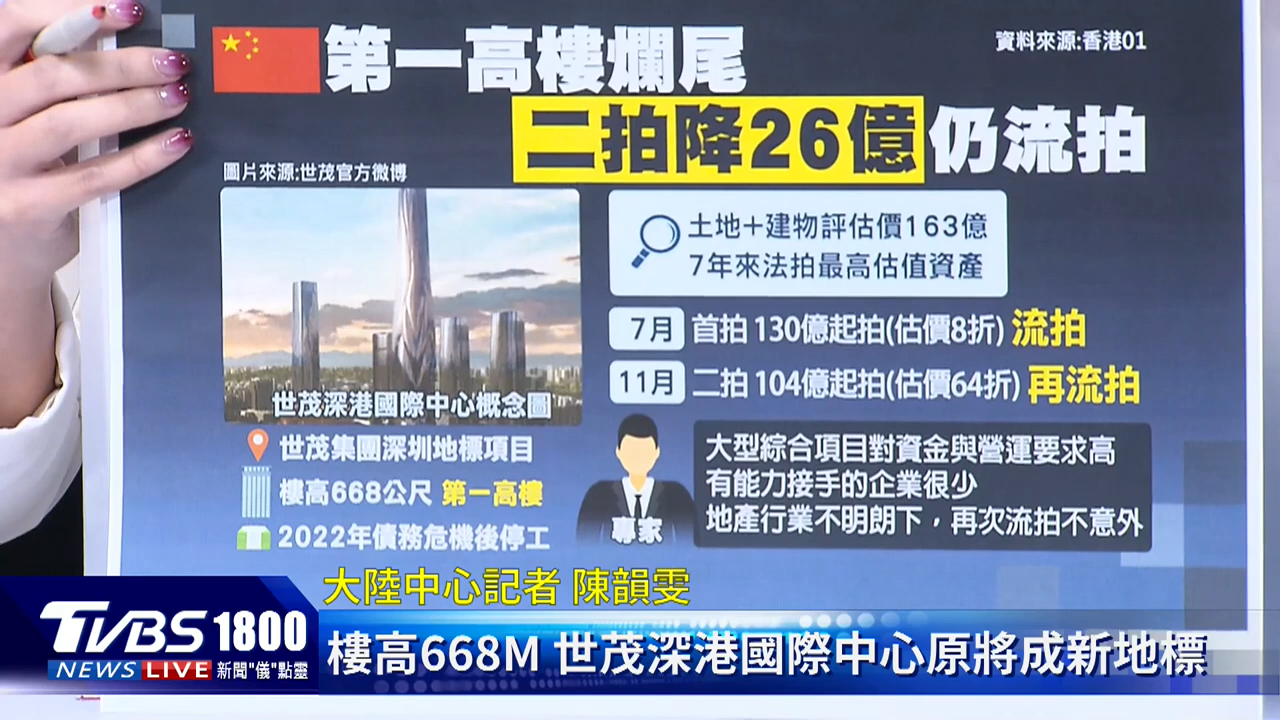 第一高樓爛尾
資料來源:香港01
二拍降26億仍流拍
圖片來源:世茂官方微博
土地+建物評估價163億
7年來法拍最高估值資產
7月 首拍 130億起拍(估價8折) 流拍
11月 二拍 104億起拍(估價64折) 再流拍
世茂深港國際中心概念圖
世茂集團深圳地標項目
樓高668公尺 第一高樓
2022年債務危機後停工
大型綜合項目對資金與營運要求高
有能力接手的企業很少
地產行業不明朗下，再次流拍不意外
專家
大陸中心記者 陳韻雯
TVBS 1800
NEWS LIVE 新聞"儀"點靈
樓高668M 世茂深港國際中心原將成新地標